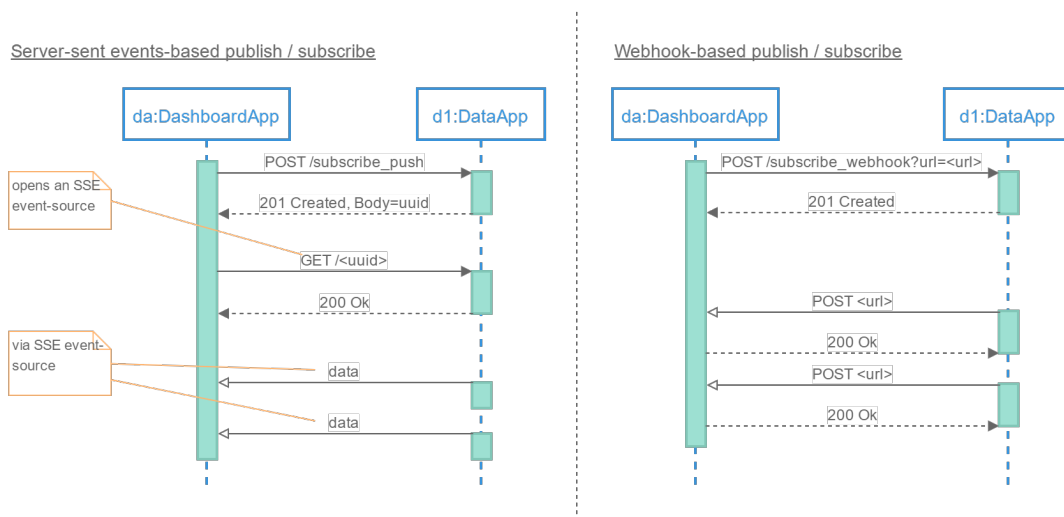 Server-sent events-based publish / subscribe
da:DashboardApp
d1:DataApp
POST /subscribe_push
opens an SSE
event-source
201 Created, Body=uuid
GET /<uuid>
200 Ok
via SSE event-
source
data
data
Webhook-based publish / subscribe
da:DashboardApp
d1:DataApp
POST /subscribe_webhook?url=<url>
201 Created
POST <url>
200 Ok
POST <url>
200 Ok